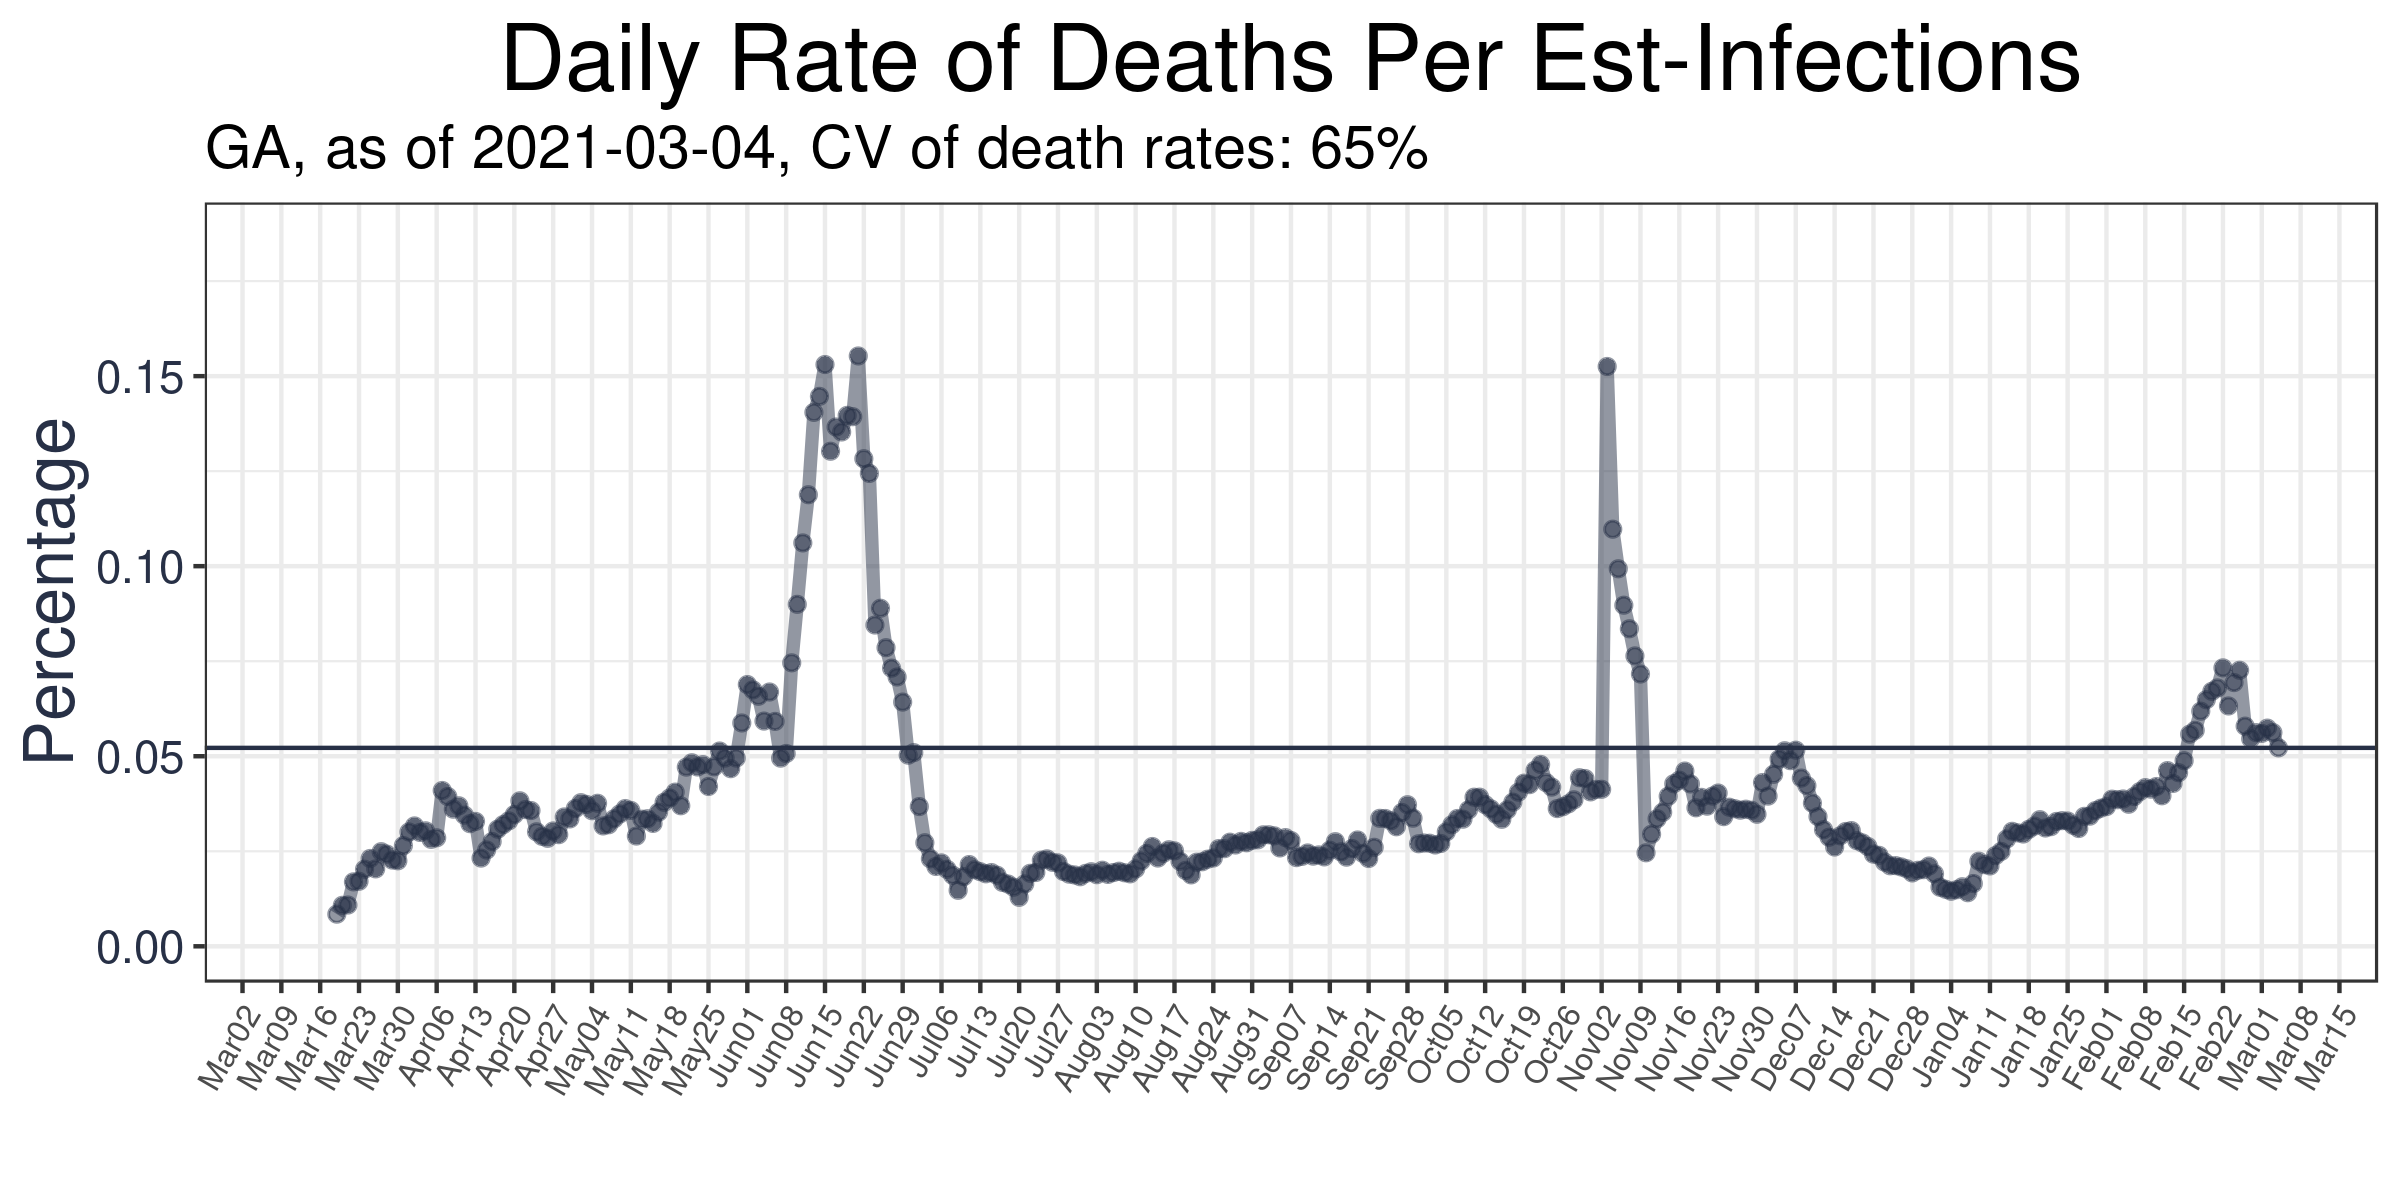 Daily Rate of Deaths Per Est-Infections
GA, as of 2021-03-04, CV of death rates: 65%
Percentage
0.15
0.10
0.05
0.00
Mar02
Mar09
Mar16
Mar23
Mar30
Apr06
Apr13
Apr20
Apr27
May04
May11
May18
May25
Jun01
Jun08
Jun15
Jun22
Jun29
Jul06
Jul13
Jul20
Jul27
Aug03
Aug10
Aug17
Aug24
Aug31
Sep07
Sep14
Sep21
Sep28
Oct05
Oct12
Oct19
Oct26
Nov02
Nov09
Nov16
Nov23
Nov30
Dec07
Dec14
Dec21
Dec28
Jan04
Jan11
Jan18
Jan25
Feb01
Feb08
Feb15
Feb22
Mar01
Mar08
Mar15